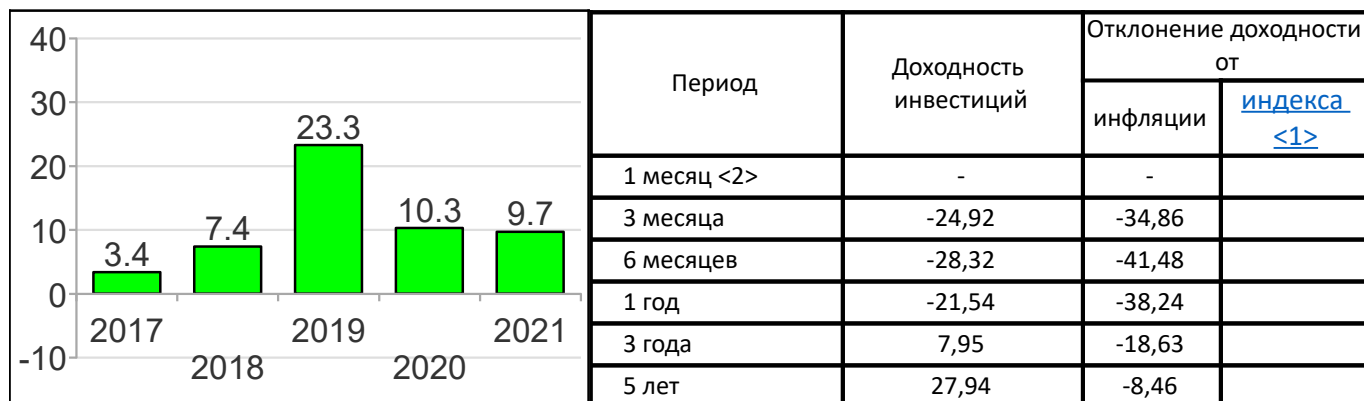 40
30
20
10
0
-10
3.4
7.4
23.3
10.3
9.7
2017
2018
2019
2020
2021
Период
Доходность
инвестиций
Отклонение доходности
от
инфляции
индекса
<1>
1 месяц <2>
-
-
3 месяца
-24,92
-34,86
6 месяцев
-28,32
-41,48
1 год
-21,54
-38,24
3 года
7,95
-18,63
5 лет
27,94
-8,46